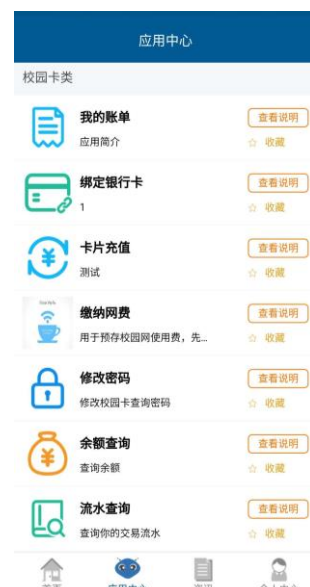 应用中心
校园卡类
我的账单
查看说明
应用简介
☆ 收藏
绑定银行卡
查看说明
1
☆ 收藏
卡片充值
查看说明
测试
☆ 收藏
缴纳网费
查看说明
用于预存校园网使用费，先...
☆ 收藏
修改密码
查看说明
修改校园卡查询密码
☆ 收藏
余额查询
查看说明
查询余额
☆ 收藏
流水查询
查看说明
查询你的交易流水
☆ 收藏